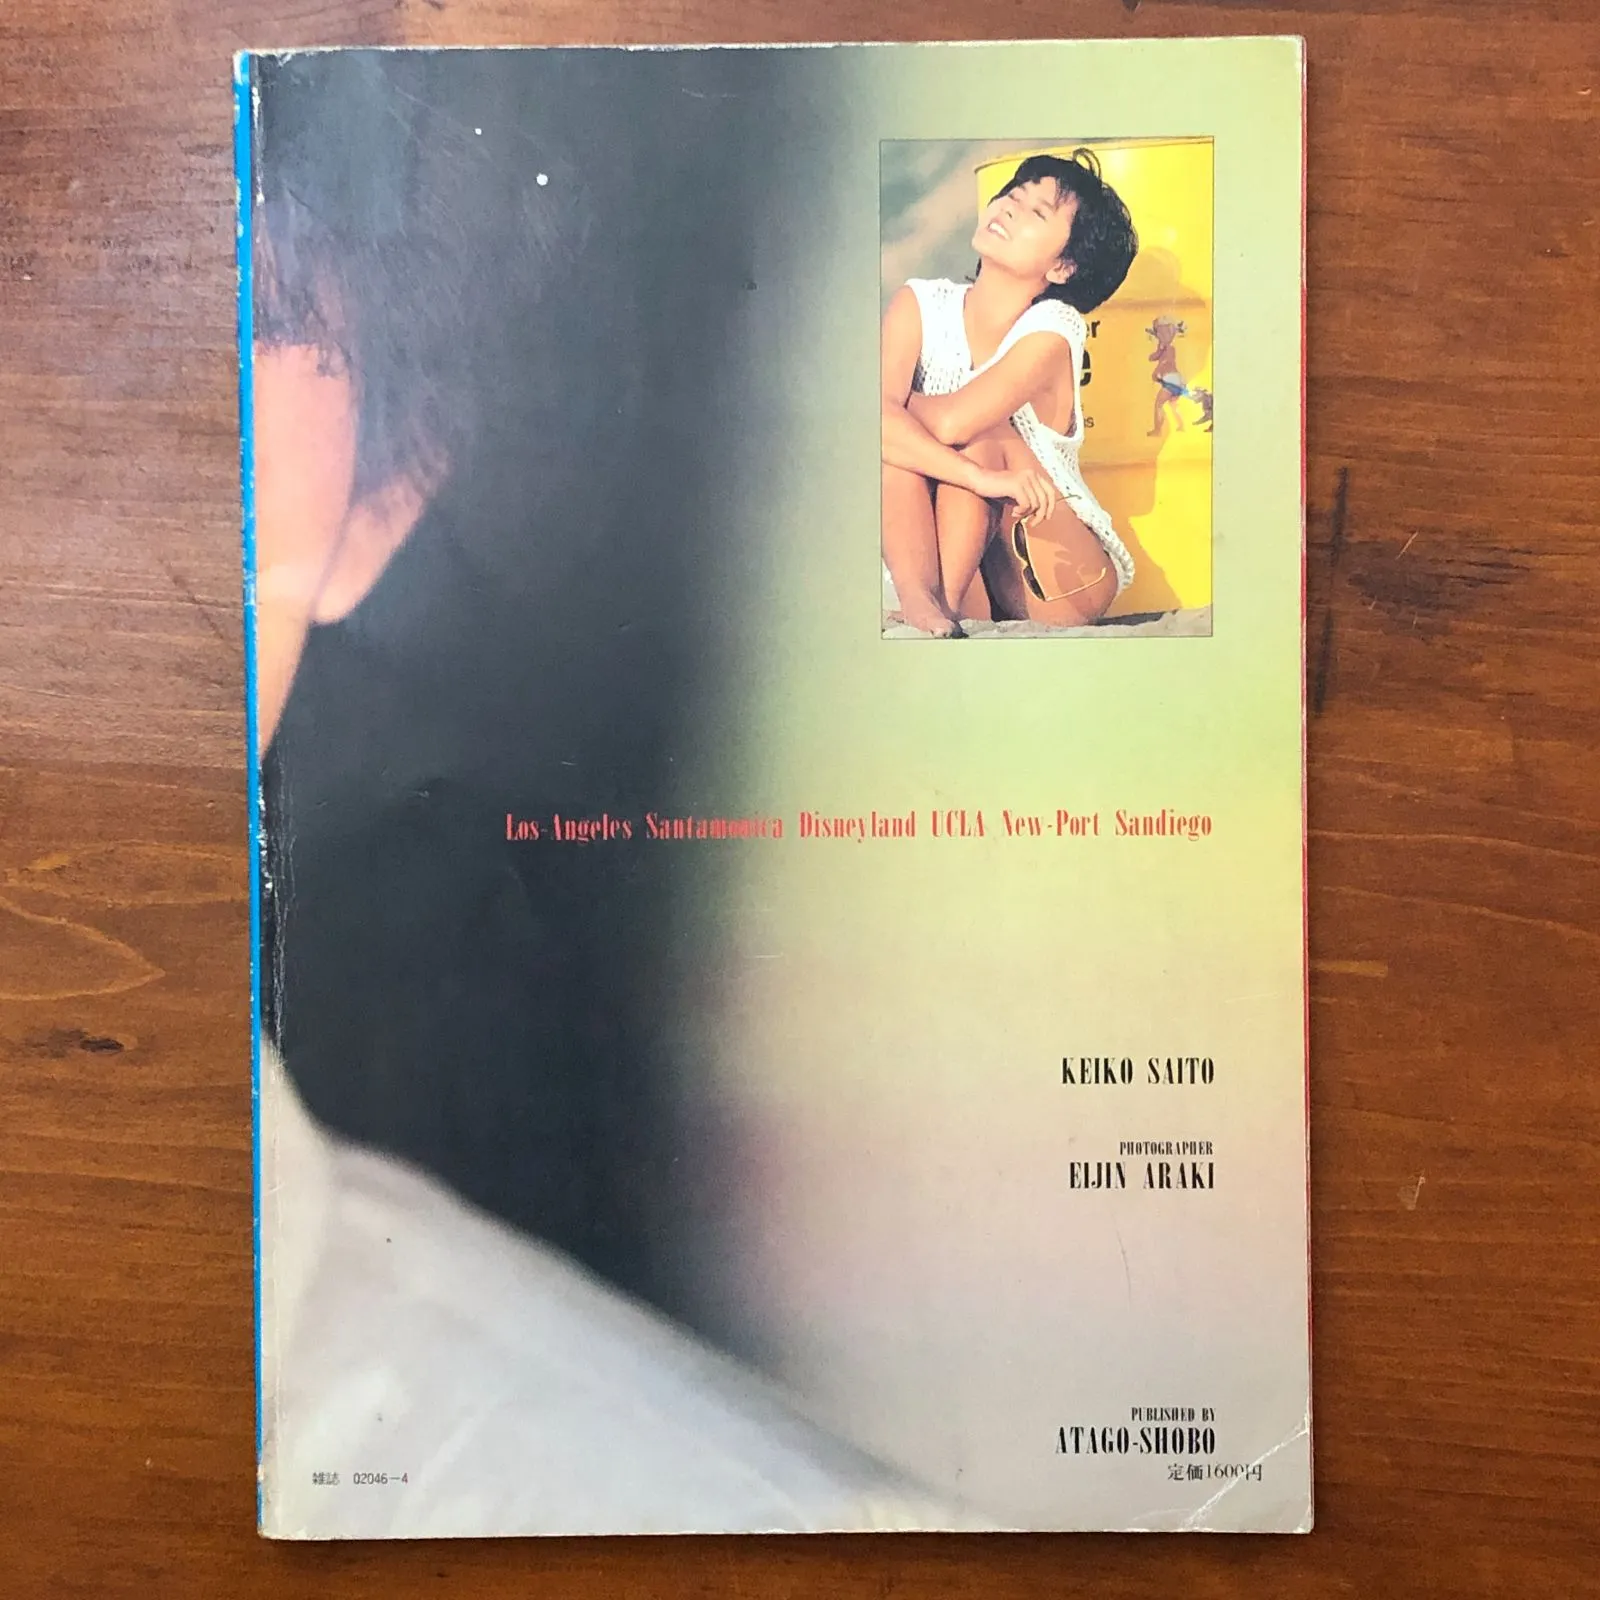 Los-Angeles Santamonica Disneyland UCLA New-Port Sandiego
KEIKO SAITO
PHOTOGRAPHER
EIJIN ARAKI
PUBLISHED BY
ATAGO-SHOBO
定価1600円
雑誌 02046-4